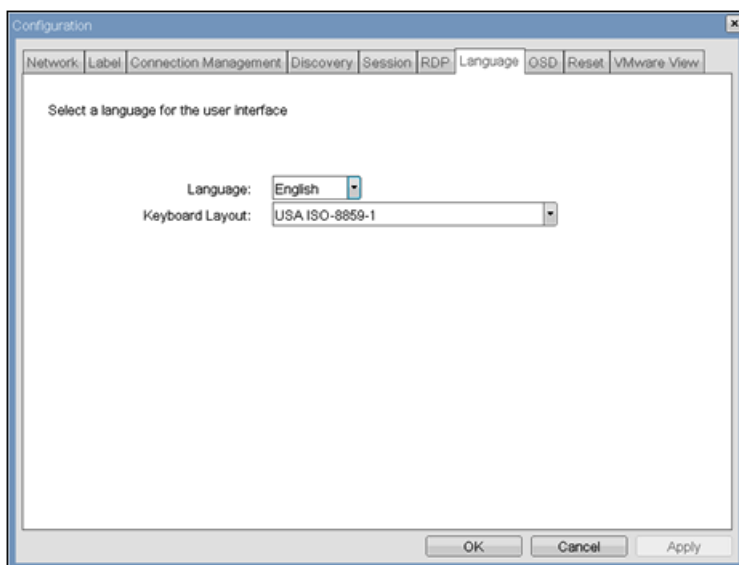 Configuration
Network Label Connection Management Discovery Session RDP Language OSD Reset VMware View
Select a language for the user interface
Language: English
Keyboard Layout: USA ISO-8859-1
OK Cancel Apply